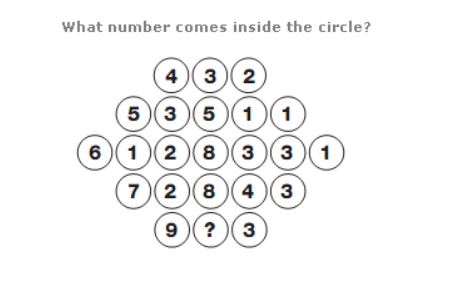 What number comes inside the circle?
4 3 2
5 3 5 1 1
6 1 2 8 3 3 1
7 2 8 4 3
9 ? 3